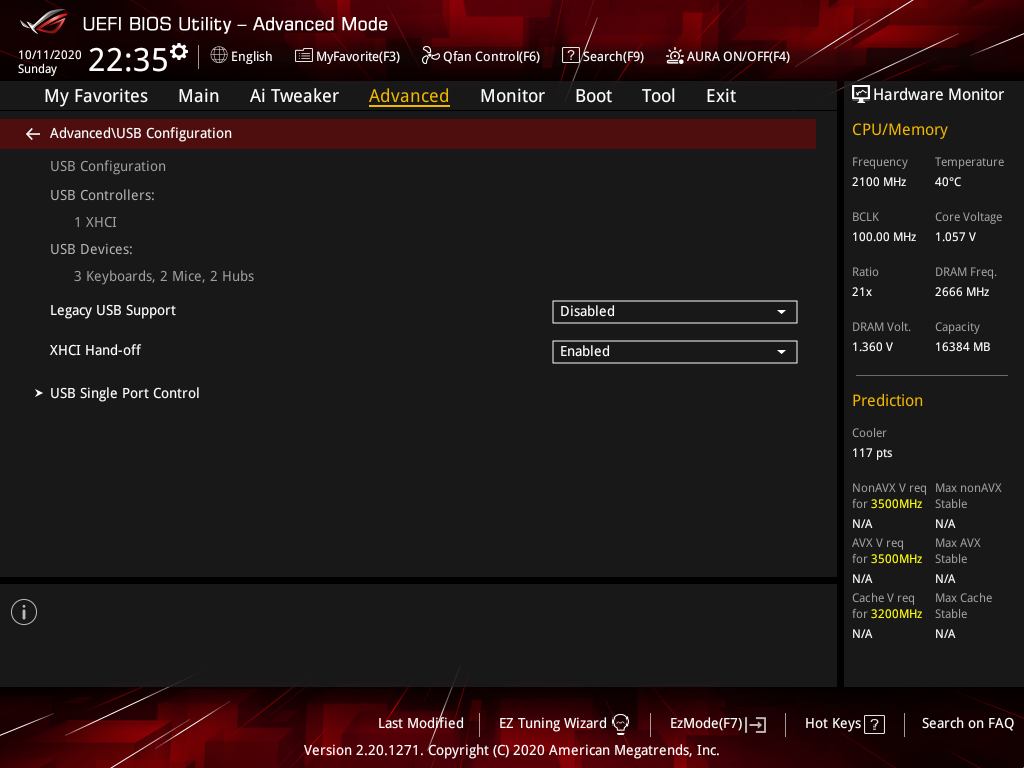 UEFI BIOS Utility – Advanced Mode
10/11/2020
Sunday
22:35
English
MyFavorite(F3)
Qfan Control(F6)
? Search(F9)
AURA ON/OFF(F4)
My Favorites Main Ai Tweaker Advanced Monitor Boot Tool Exit
Advanced\USB Configuration
USB Configuration
USB Controllers:
1 XHCI
USB Devices:
3 Keyboards, 2 Mice, 2 Hubs
Legacy USB Support Disabled
XHCI Hand-off Enabled
USB Single Port Control
Hardware Monitor
CPU/Memory
Frequency Temperature
2100 MHz 40°C
BCLK Core Voltage
100.00 MHz 1.057 V
Ratio DRAM Freq.
21x 2666 MHz
DRAM Volt. Capacity
1.360 V 16384 MB
Prediction
Cooler
117 pts
NonAVX V req Max nonAVX
for 3500MHz Stable
N/A N/A
AVX V req Max AVX
for 3500MHz Stable
N/A N/A
Cache V req Max Cache
for 3200MHz Stable
N/A N/A
i
Last Modified
EZ Tuning Wizard
EzMode(F7)
Hot Keys ?
Search on FAQ
Version 2.20.1271. Copyright (C) 2020 American Megatrends, Inc.